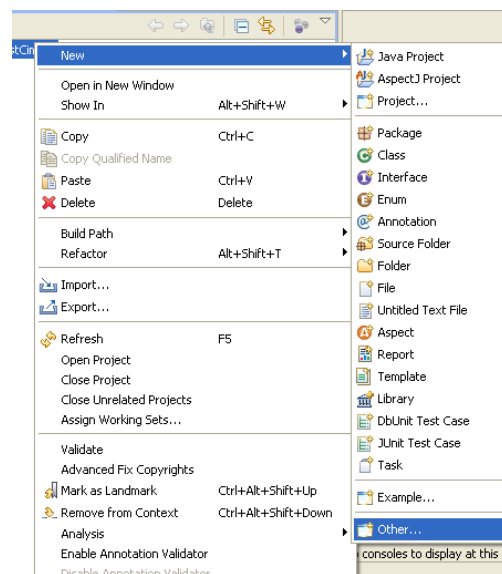 New
Open in New Window
Show In Alt+Shift+W
Copy Ctrl+C
Copy Qualified Name
Paste Ctrl+V
Delete Delete
Build Path
Refactor Alt+Shift+T
Import...
Export...
Refresh F5
Open Project
Close Project
Close Unrelated Projects
Assign Working Sets...
Validate
Advanced Fix Copyrights
Mark as Landmark Ctrl+Alt+Shift+Up
Remove from Context Ctrl+Alt+Shift+Down
Analysis
Enable Annotation Validator
Disable Annotation Validator
Java Project
AspectJ Project
Project...
Package
Class
Interface
Enum
Annotation
Source Folder
Folder
File
Untitled Text File
Aspect
Report
Template
Library
DbUnit Test Case
JUnit Test Case
Task
Example...
Other...
consoles to display at this